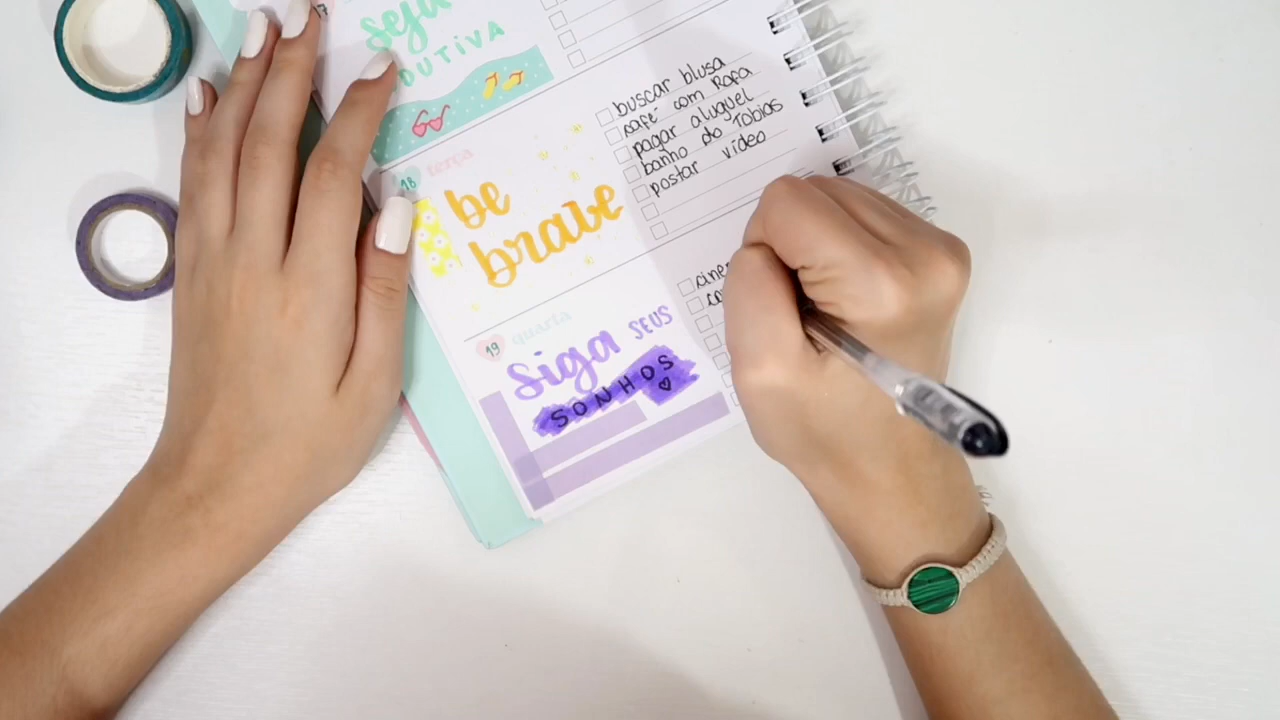 17
seja
18 terça
be
brave
buscar blusa
café com Rafa
pagar aluguel
banho do Tobias
postar vídeo
19 quarta
siga SEUS
SONHOS